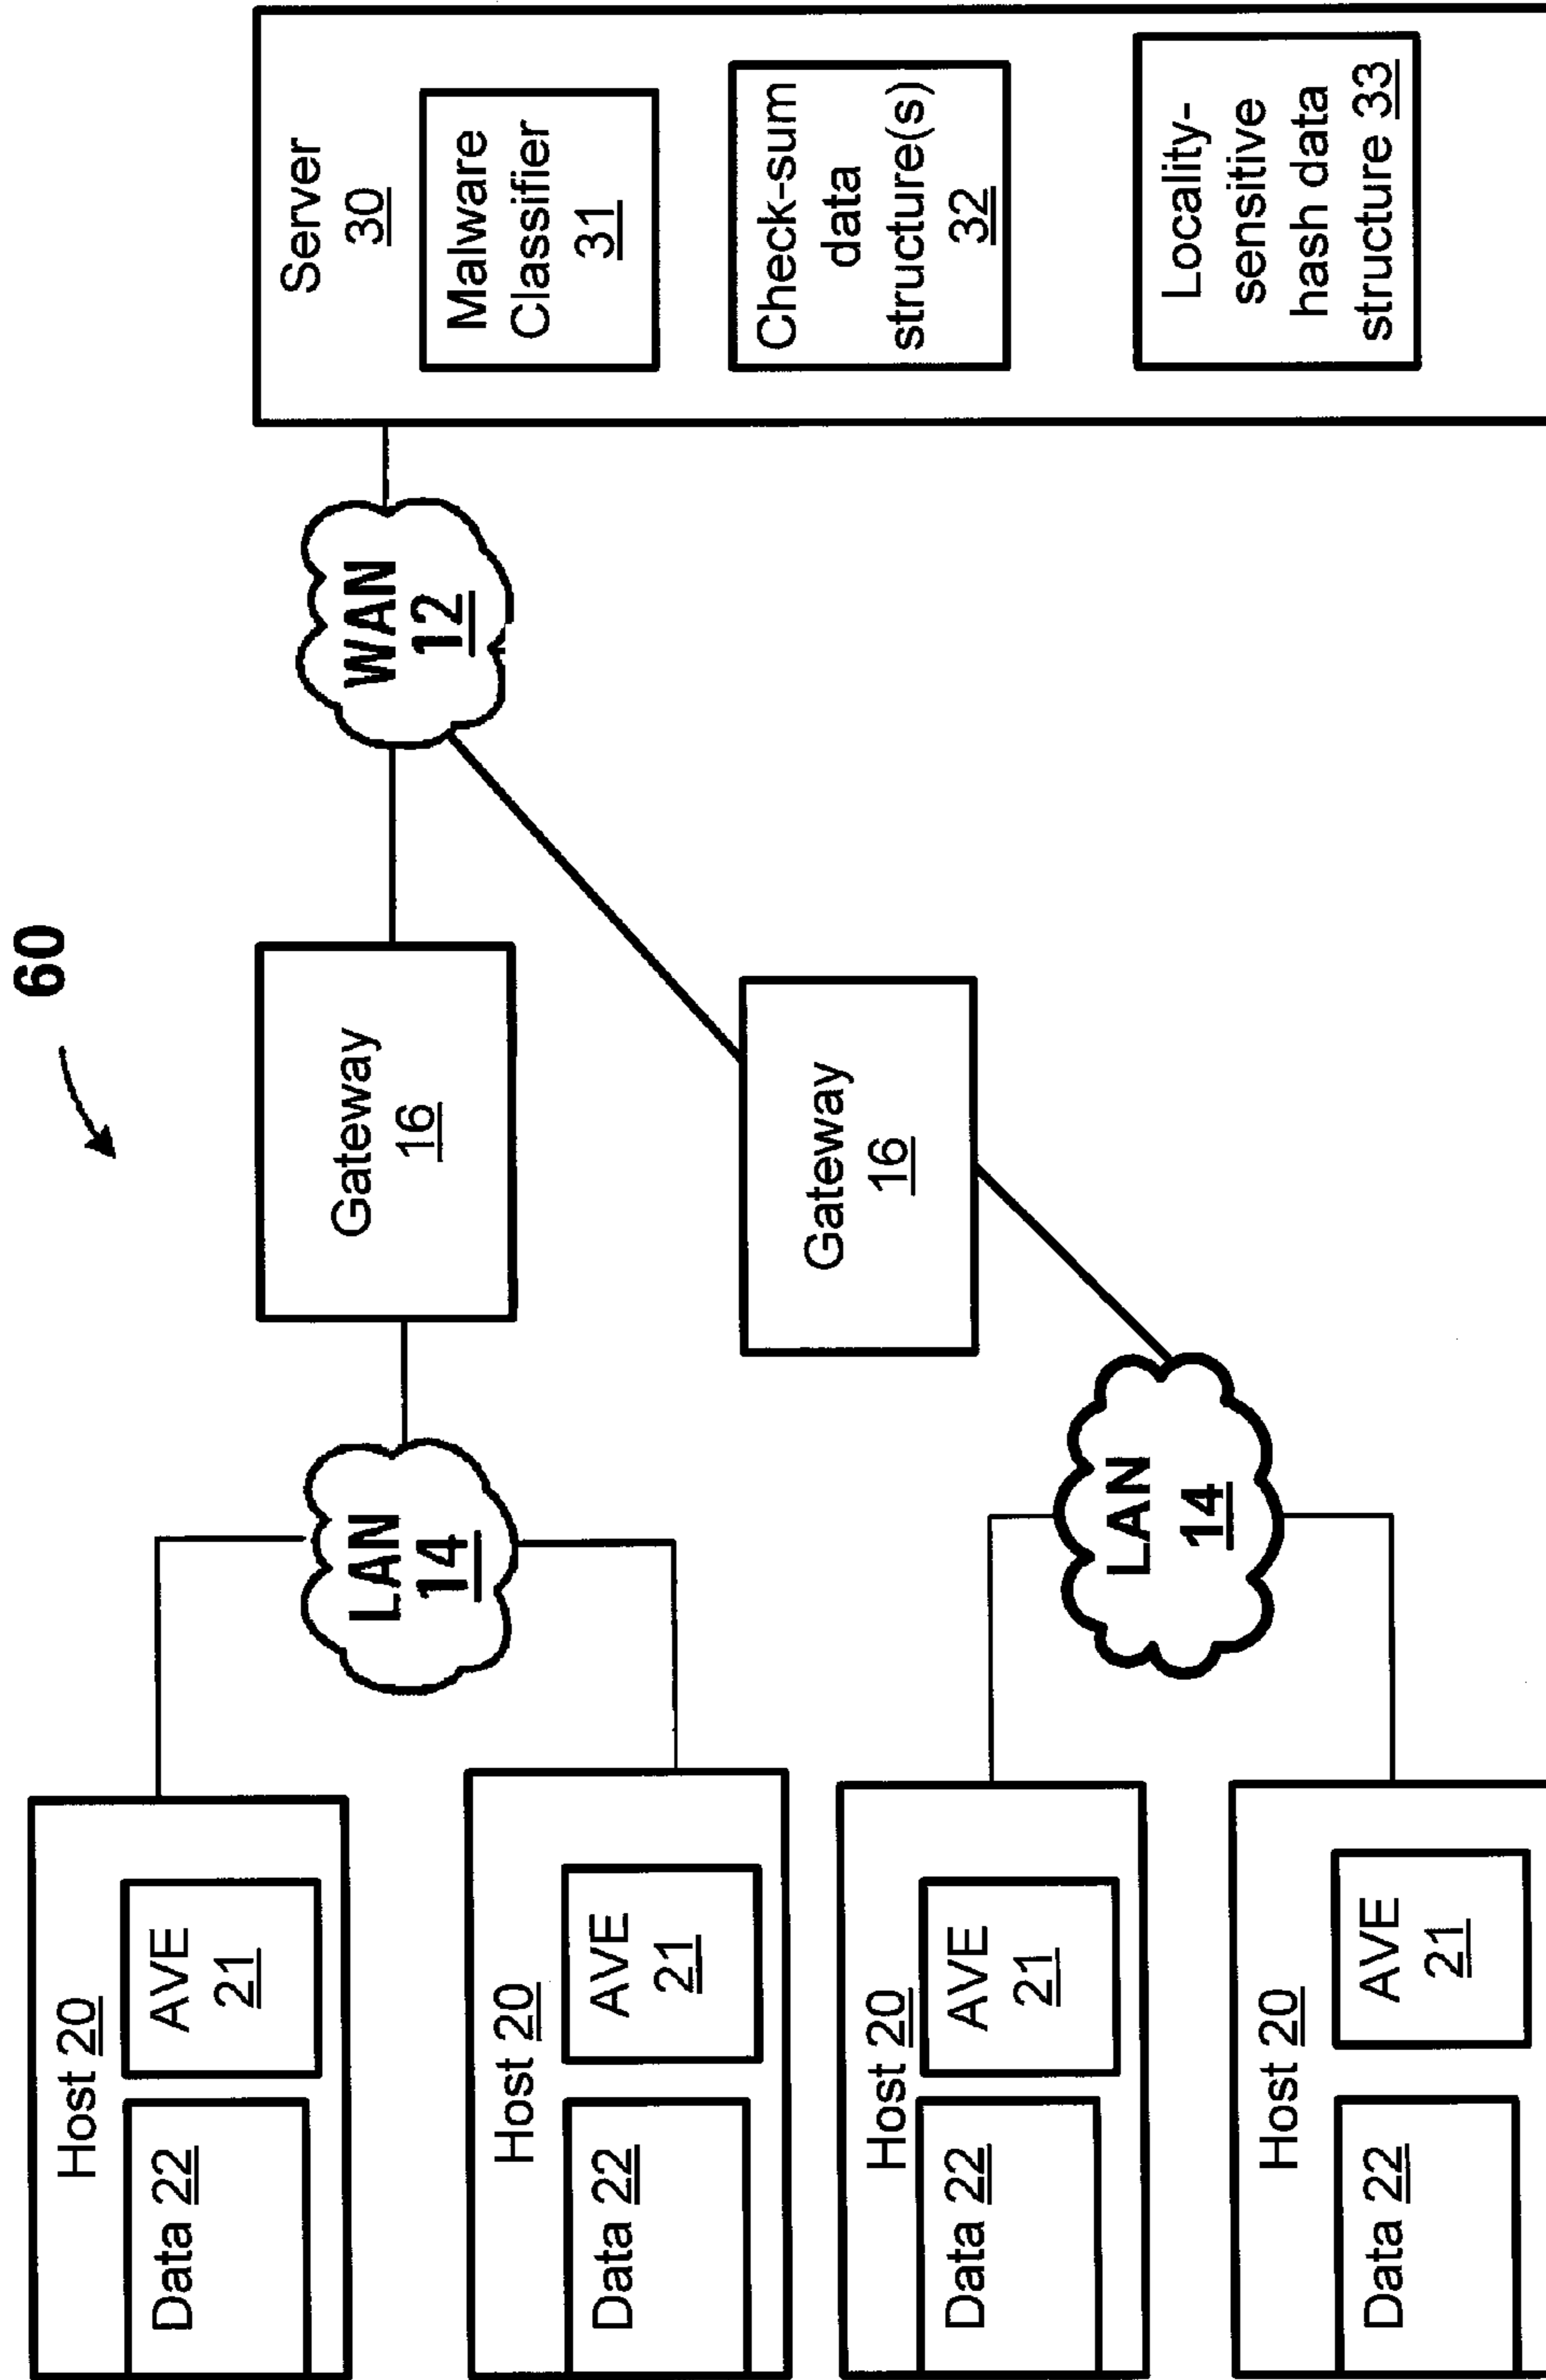 60
Host 20
Data 22
AVE
21
Host 20
Data 22
AVE
21
Host 20
Data 22
AVE
21
Host 20
Data 22
AVE
21
LAN
14
LAN
14
Gateway
16
Gateway
16
WAN
12
Server
30
Malware
Classifier
31
Check-sum
data
structure(s)
32
Locality-
sensitive
hash data
structure 33